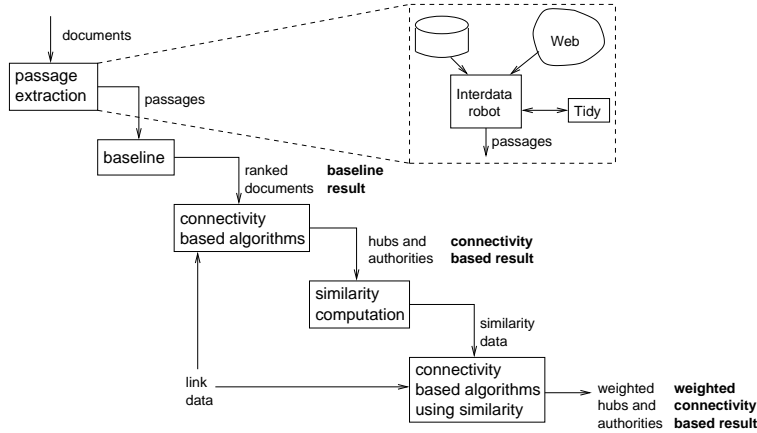 documents
passage
extraction
passages
baseline
ranked
documents
baseline
result
connectivity
based algorithms
hubs and
authorities
connectivity
based result
similarity
computation
similarity
data
link
data
connectivity
based algorithms
using similarity
weighted
hubs and
authorities
weighted
connectivity
based result
Web
Interdata
robot
Tidy
passages